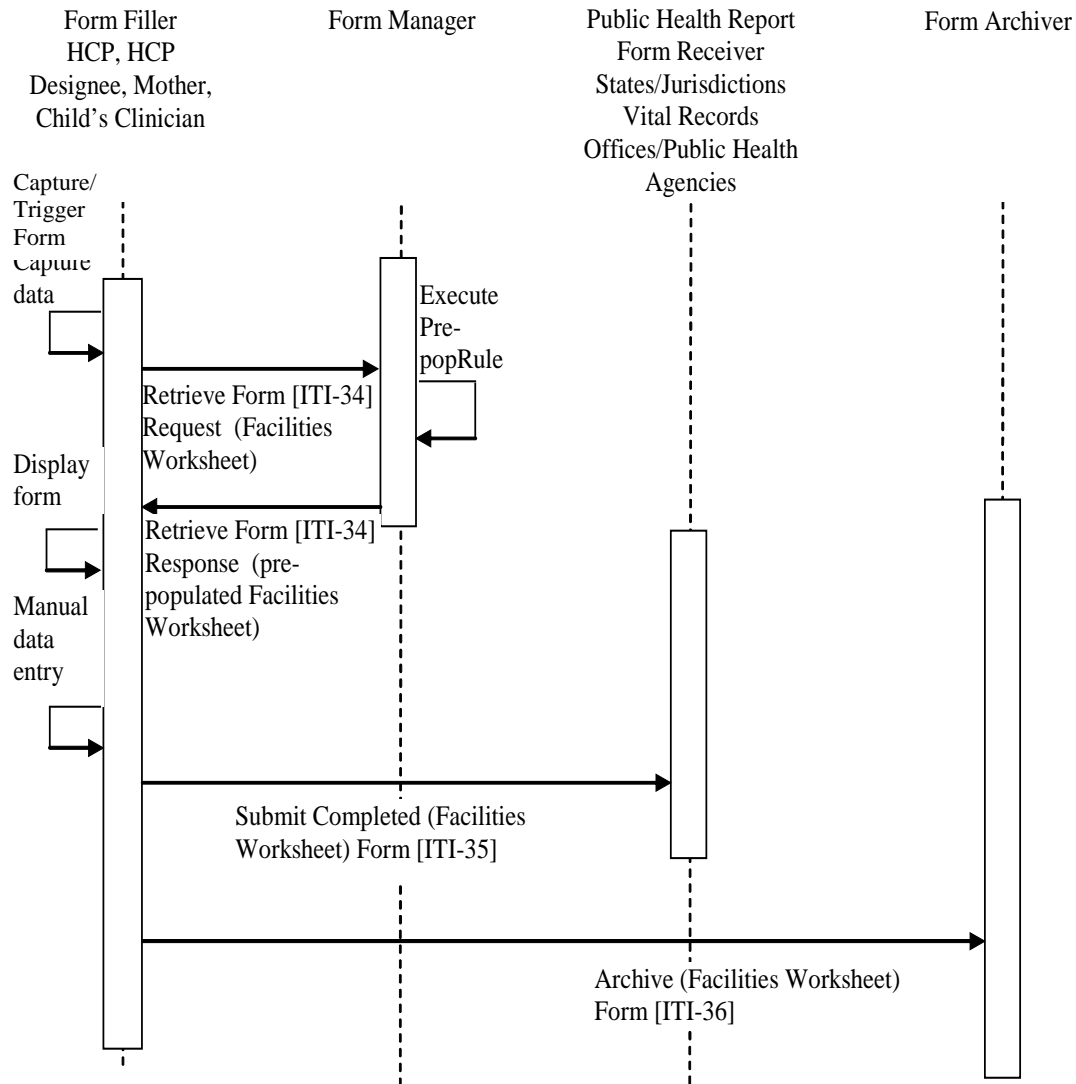 Form Filler
HCP, HCP
Designee, Mother,
Child's Clinician
Form Manager
Public Health Report
Form Receiver
States/Jurisdictions
Vital Records
Offices/Public Health
Agencies
Form Archiver
Capture/
Trigger
Form
Capture
data
Execute
Pre-
popRule
Retrieve Form [ITI-34]
Request (Facilities
Worksheet)
Display
form
Retrieve Form [ITI-34]
Response (pre-
populated Facilities
Worksheet)
Manual
data
entry
Submit Completed (Facilities
Worksheet) Form [ITI-35]
Archive (Facilities Worksheet)
Form [ITI-36]